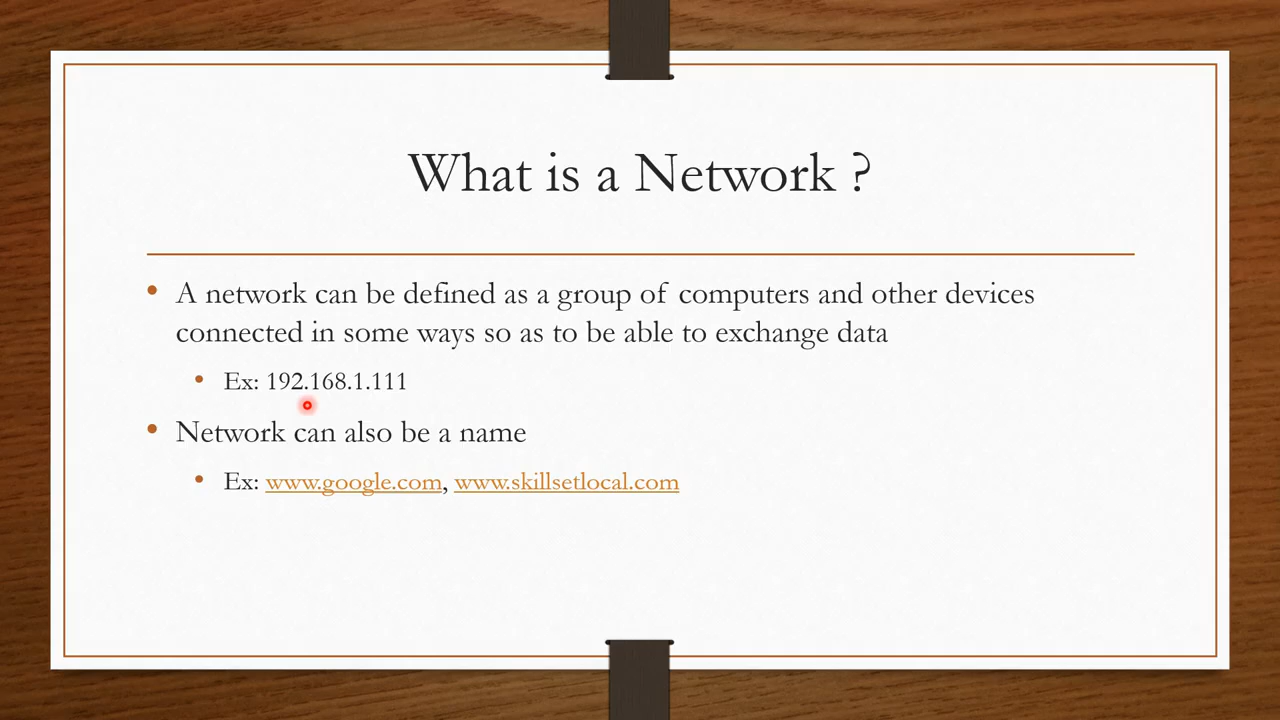 What is a Network ?
• A network can be defined as a group of computers and other devices
connected in some ways so as to be able to exchange data
• Ex: 192.168.1.111
• Network can also be a name
• Ex: www.google.com, www.skillsetlocal.com